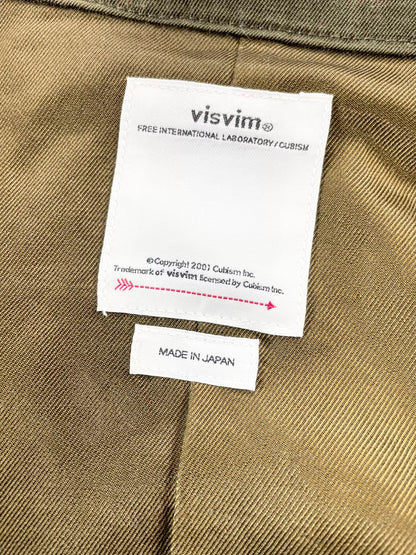 visvim®
FREE INTERNATIONAL LABORATORY / CUBISM
©Copyright 2001 Cubism Inc.
Trademark of visvim licensed by Cubism Inc.
MADE IN JAPAN